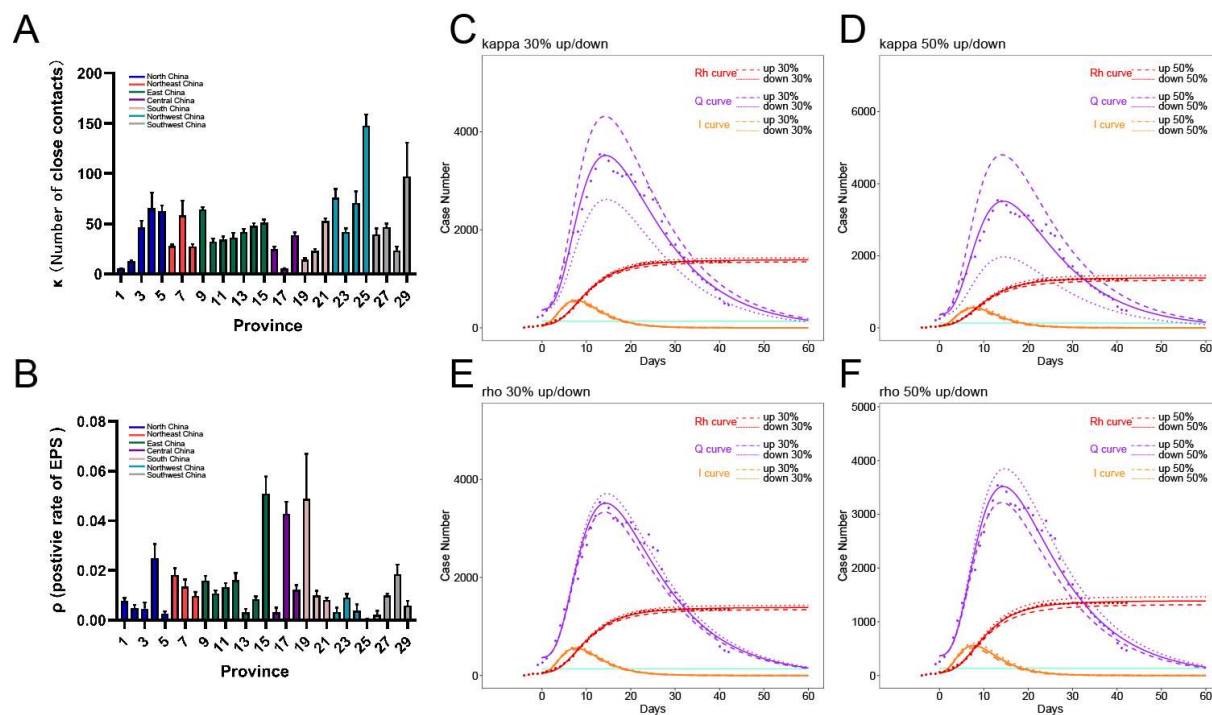 A
κ (Number of close contacts)
200
150
100
50
0
North China
Northeast China
East China
Central China
South China
Northwest China
Southwest China
1 3 5 7 9 11 13 15 17 19 21 23 25 27 29
Province
B
ρ (postivie rate of EPS)
0.08
0.06
0.04
0.02
0.00
North China
Northeast China
East China
Central China
South China
Northwest China
Southwest China
1 3 5 7 9 11 13 15 17 19 21 23 25 27 29
Province
C
kappa 30% up/down
Rh curve up 30%
down 30%
Q curve up 30%
down 30%
I curve up 30%
down 30%
Case Number
4000
2000
0
0 10 20 30 40 50 60
Days
D
kappa 50% up/down
Rh curve up 50%
down 50%
Q curve up 50%
down 50%
I curve up 50%
down 50%
Case Number
6000
4000
2000
0
0 10 20 30 40 50 60
Days
E
rho 30% up/down
Rh curve up 30%
down 30%
Q curve up 30%
down 30%
I curve up 30%
down 30%
Case Number
4000
2000
0
0 10 20 30 40 50 60
Days
F
rho 50% up/down
Rh curve up 50%
down 50%
Q curve up 50%
down 50%
I curve up 50%
down 50%
Case Number
5000
4000
3000
2000
1000
0
0 10 20 30 40 50 60
Days